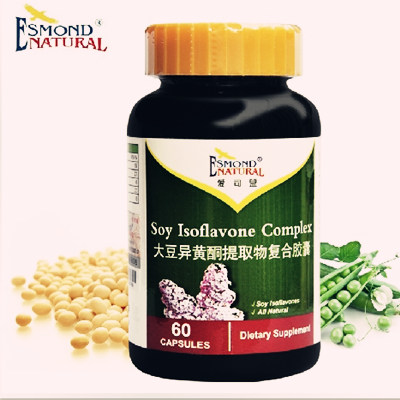 ESMOND®
NATURAL
ESMOND®
NATURAL
爱司盟
Soy Isoflavone Complex
大豆异黄酮提取物复合胶囊
√ Soy Isoflavones
√ All Natural
60
CAPSULES
Dietary Supplement